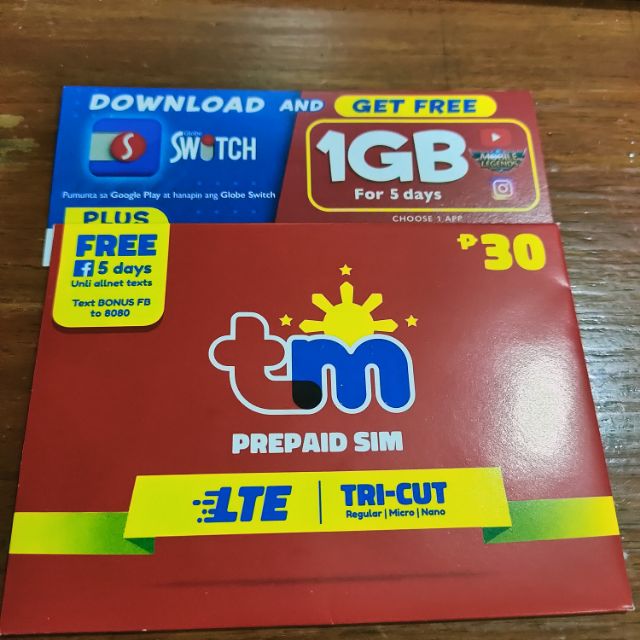 DOWNLOAD AND GET FREE
S
Globe
SWITCH
1GB
For 5 days
MOBILE
LEGENDS
Pumunta sa Google Play at hanapin ang Globe Switch
CHOOSE 1 APP
PLUS
FREE
f 5 days
Unli allnet texts
Text BONUS FB
to 8080
₱30
tm
PREPAID SIM
LTE
TRI-CUT
Regular | Micro | Nano